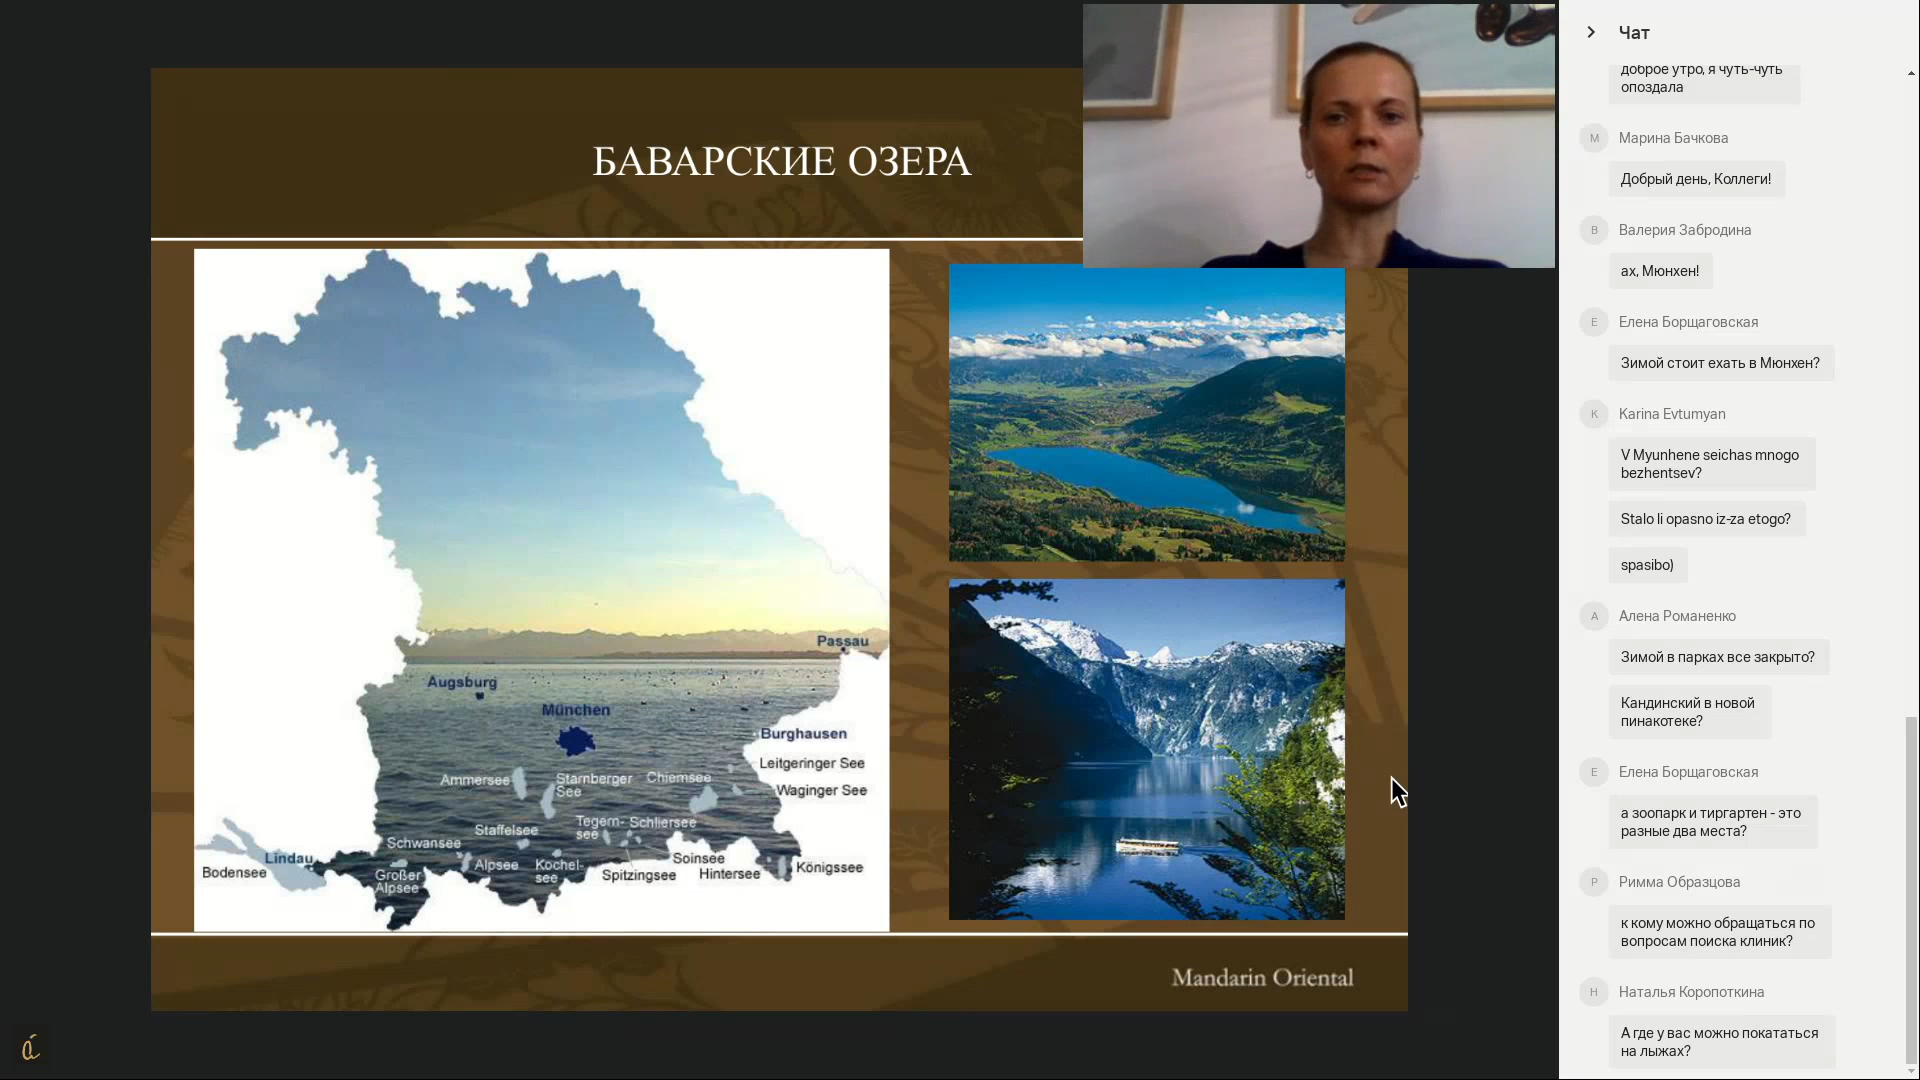 БАВАРСКИЕ ОЗЕРА
Passau
Augsburg
München
Burghausen
Leitgeringer See
Ammersee
Starnberger
See
Chiemsee
Waginger See
Staffelsee
Tegern-
see
Schliersee
Schwansee
Lindau
Bodensee
Großer
Alpsee
Alpsee
Kochel-
see
Spitzingsee
Soinsee
Hintersee
Königssee
Mandarin Oriental
á
Чат
доброе утро, я чуть-чуть
опоздала
М
Марина Бачкова
Добрый день, Коллеги!
В
Валерия Забродина
ах, Мюнхен!
Е
Елена Борщаговская
Зимой стоит ехать в Мюнхен?
K
Karina Evtumyan
V Myunhene seichas mnogo
bezhentsev?
Stalo li opasno iz-za etogo?
spasibo)
А
Алена Романенко
Зимой в парках все закрыто?
Кандинский в новой
пинакотеке?
Е
Елена Борщаговская
а зоопарк и тиргартен - это
разные два места?
Р
Римма Образцова
к кому можно обращаться по
вопросам поиска клиник?
Н
Наталья Коропоткина
А где у вас можно покататься
на лыжах?